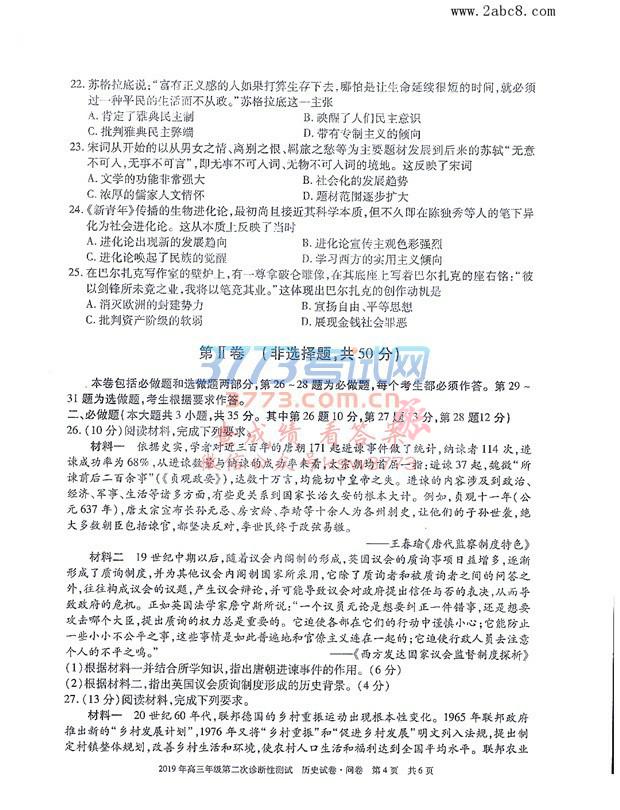 www.2abc8.com
22. 苏格拉底说:“富有正义感的人如果打算生存下去,哪怕是让生命延续很短的时间,就必须
过一种平民的生活而不从政。”苏格拉底这一主张
A. 肯定了雅典民主制 B. 唤醒了人们民主意识
C. 批判雅典民主弊端 D. 带有专制主义的倾向
23. 宋词从开始的以从男女之情、离别之恨、羁旅之愁等为主要题材发展到后来的苏轼“无意
不可人,无事不可言”,即无事不可入词、无物不可入词的境地。这反映了宋词
A. 文学的功能非常强大 B. 社会化的发展趋势
C. 浓厚的儒家人文情怀 D. 题材范围逐步扩大
24.《新青年》传播的生物进化论,最初尚且接近其科学本质,但不久即在陈独秀等人的笔下异
化为社会进化论。这从本质上反映了当时
A. 进化论出现新的发展趋向 B. 进化论宣传主观色彩强烈
C. 进化论唤起了民族的觉醒 D. 学习西方的实用主义倾向
25. 在巴尔扎克写作室的壁炉上,有一尊拿破仑雕像,在其底座上写着巴尔扎克的座右铭:“彼
以剑锋所未竟之业,我将以笔竞其业。”这体现出巴尔扎克的创作动机是
A. 消灭欧洲的封建势力 B. 宣扬自由、平等思想
C. 批判资产阶级的软弱 D. 展现金钱社会罪恶
第Ⅱ卷 (非选择题,共50分)
本卷包括必做题和选做题两部分,第26~28题为必做题,每个考生都必须作答。第29~
31题为选做题,考生根据要求作答。
二、必做题(本大题共3小题,共35分。其中第26题10分,第27题13分,第28题12分)
26. (10分)阅读材料,完成下列要求。
材料一 依据史实,学者对近三百年的唐朝171起进谏事件做了统计,纳谏者114次,进
谏成功率为68%,从进谏数量与纳谏的成功率来看,太宗朝均首屈一指:进谏37起,魏徵“所
谏前后二百余事”(《贞观政要》),达数十万言,均能切中皇帝之失。进谏的内容涉及到政治、
经济、军事、生活等诸多方面,有些更关系到国家长治久安的根本大计。例如,贞观十一年(公
元637年),唐太宗宣布长孙无忌、房玄龄、李靖等十余人为各州刺史,让他们的子孙世袭,绝
大多数朝臣包括谏官,都坚决反对,李世民终于改弦易辙。
——王春瑜《唐代监察制度特色》
材料二 19世纪中期以后,随着议会内阁制的形成,英国议会的质询事项日益增多,逐渐
形成了质询制度,并为其他议会内阁制国家所采用,它除了质询者和被质询者之间的问答之
外,往往构成议会的议题,产生议会辩论,并可能导致议会对政府提出信任与否的表决,从而导
致政府的危机。正如英国法学家詹宁斯所说:“一个议员无论是想要纠正一件错事,还是想要
攻击哪个大臣,提出质询的权力总是重要的。它迫使各部在它们的行动中谨慎小心;它能防止
一些小小不公平之事,这些事情是如此普遍地和官僚主义连在一起的;它迫使行政人员去注意
个人的不平之鸣。” ——《西方发达国家议会监督制度探析》
(1)根据材料一并结合所学知识,指出唐朝进谏事件的作用。(6分)
(2)根据材料二,指出英国议会质询制度形成的历史背景。(4分)
27. (13分)阅读材料,完成下列要求。
材料一 20世纪60年代,联邦德国的乡村重振运动出现根本性变化。1965年联邦政府
推出新的“乡村发展计划”,1976年又将“乡村重振”和“促进乡村发展”明文列入法规,提出制
定村镇整体规划,改善乡村生活和环境,使农村人口生活和福利达到全国平均水平。联邦农业
2019年高三年级第二次诊断性测试 历史试卷·问卷 第4页 共6页
3773考试网
查成绩 看答案